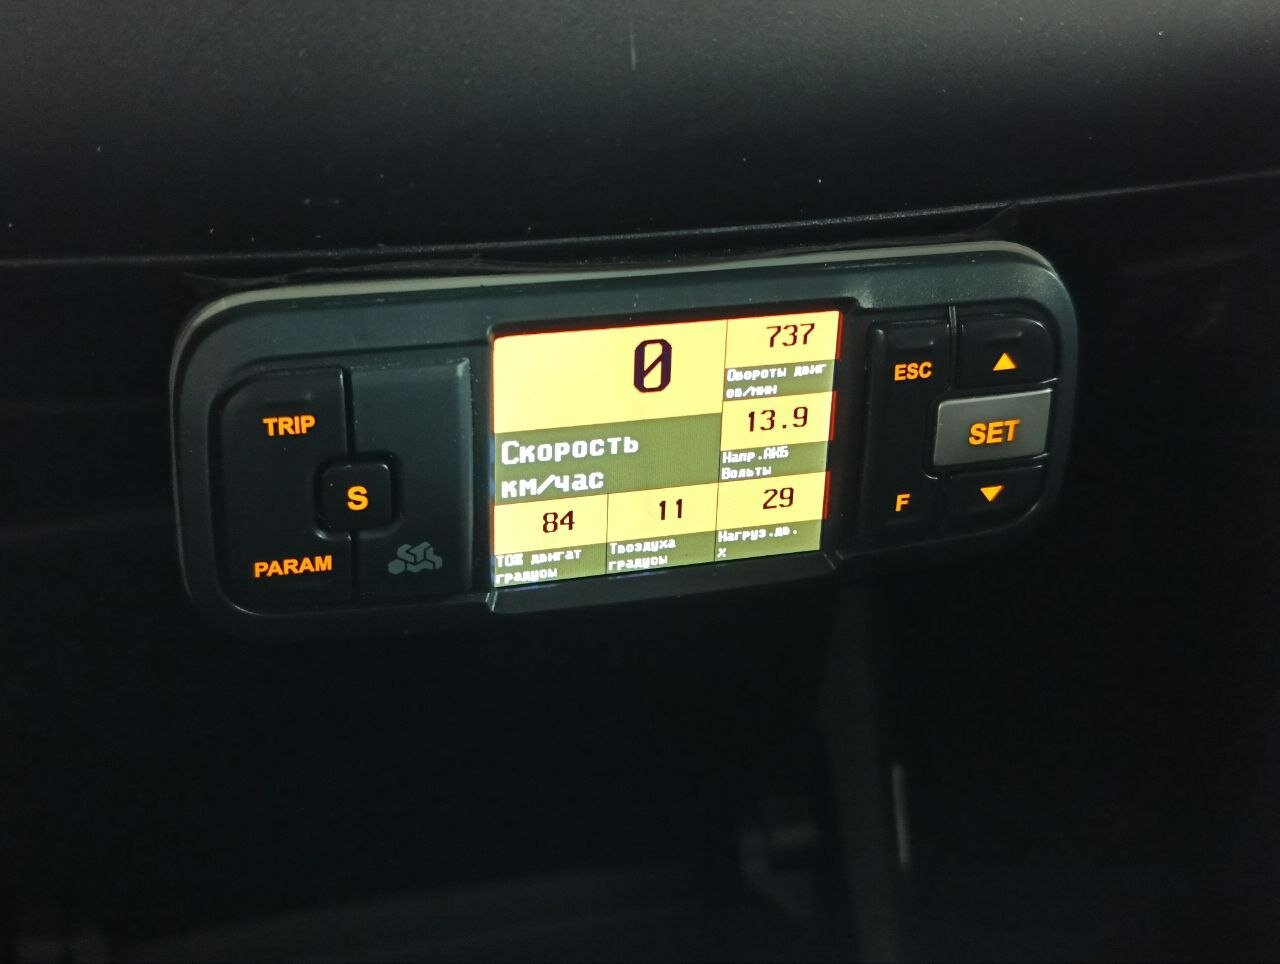 TRIP
S
PARAM
0
Скорость
км/час
737
Обороты двиг
об/мин
13.9
Напр.АКБ
Вольты
84
ТОЖ двигат
градусы
11
Твоздуха
градусы
29
Нагруз.дв.
%
ESC
SET
F